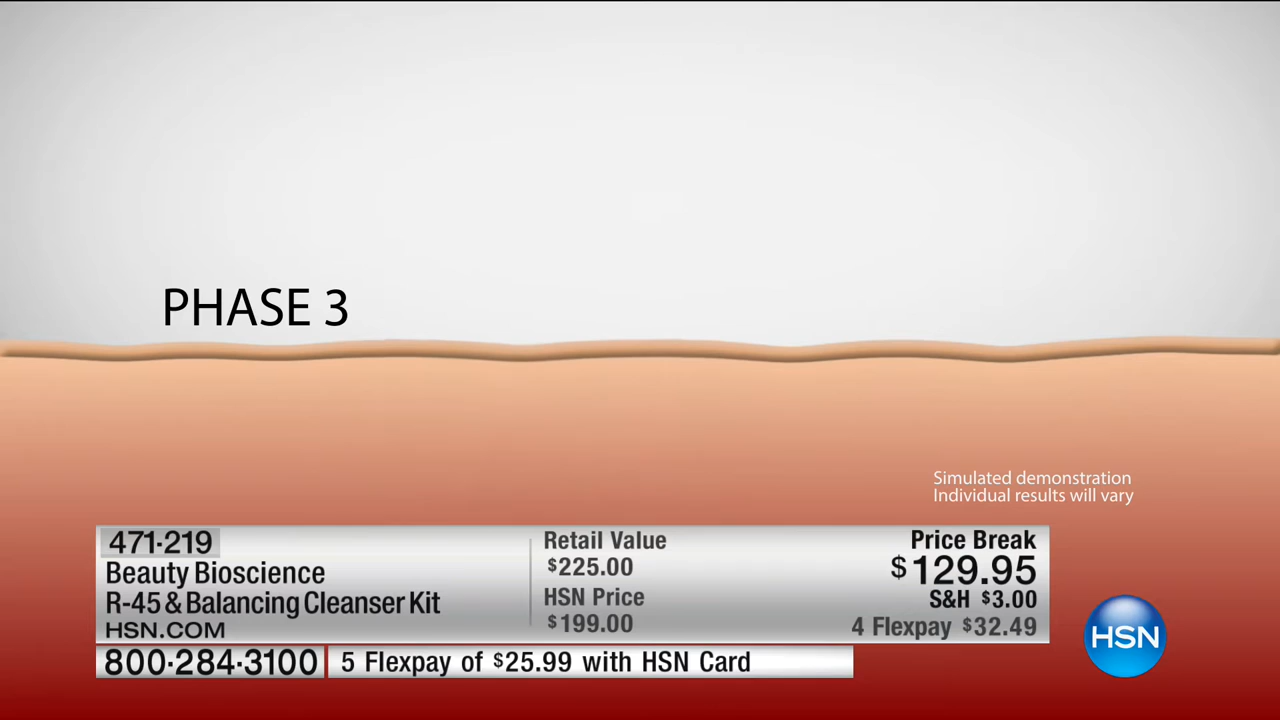 PHASE 3
Simulated demonstration
Individual results will vary
471·219
Beauty Bioscience
R-45 & Balancing Cleanser Kit
HSN.COM
Retail Value
$225.00
HSN Price
$199.00
Price Break
$129.95
S&H $3.00
4 Flexpay $32.49
HSN
800·284·3100
5 Flexpay of $25.99 with HSN Card